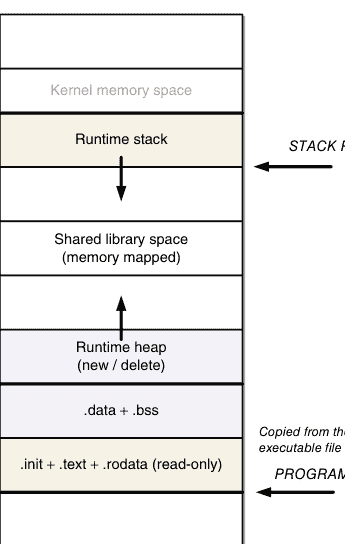 Kernel memory space
Runtime stack
STACK
Shared library space
(memory mapped)
Runtime heap
(new / delete)
.data + .bss
Copied from the
executable file
.init + .text + .rodata (read-only)
PROGRAM